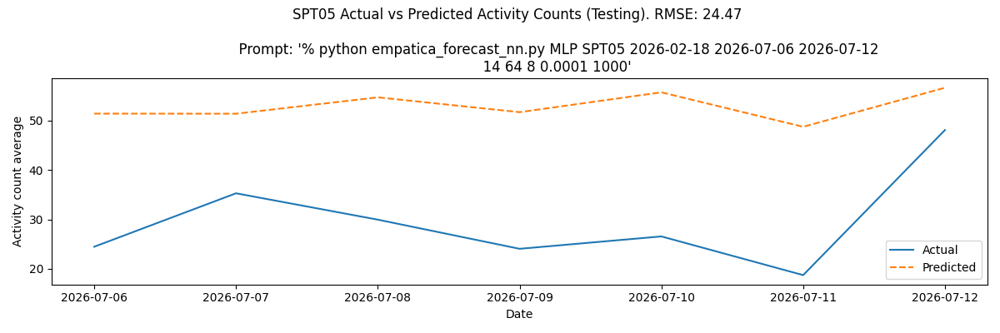 SPT05 Actual vs Predicted Activity Counts (Testing). RMSE: 24.47
Prompt: '% python empatica_forecast_nn.py MLP SPT05 2026-02-18 2026-07-06 2026-07-12
14 64 8 0.0001 1000'
Activity count average
50
40
30
20
Actual
Predicted
2026-07-06 2026-07-07 2026-07-08 2026-07-09 2026-07-10 2026-07-11 2026-07-12
Date